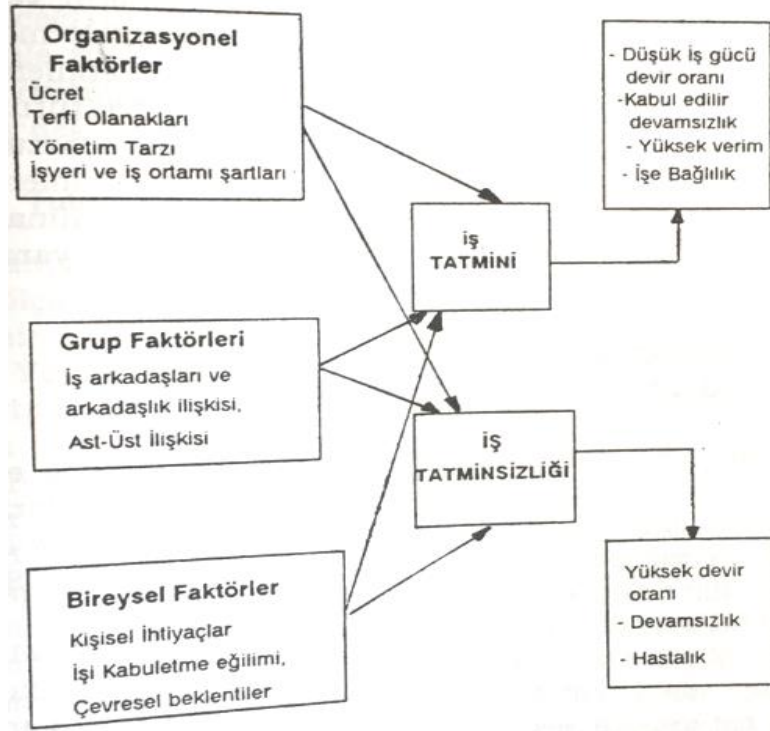 Organizasyonel
Faktörler
Ücret
Terfi Olanakları
Yönetim Tarzı
İşyeri ve iş ortamı şartları
- Düşük İş gücü
devir oranı
-Kabul edilir
devamsızlık
- Yüksek verim
- İşe Bağlılık
İŞ
TATMİNİ
Grup Faktörleri
İş arkadaşları ve
arkadaşlık ilişkisi,
Ast-Üst İlişkisi
İŞ
TATMİNSİZLİĞİ
Bireysel Faktörler
Kişisel İhtiyaçlar
İşi Kabuletme eğilimi,
Çevresel beklentiler
Yüksek devir
oranı
- Devamsızlık
- Hastalık